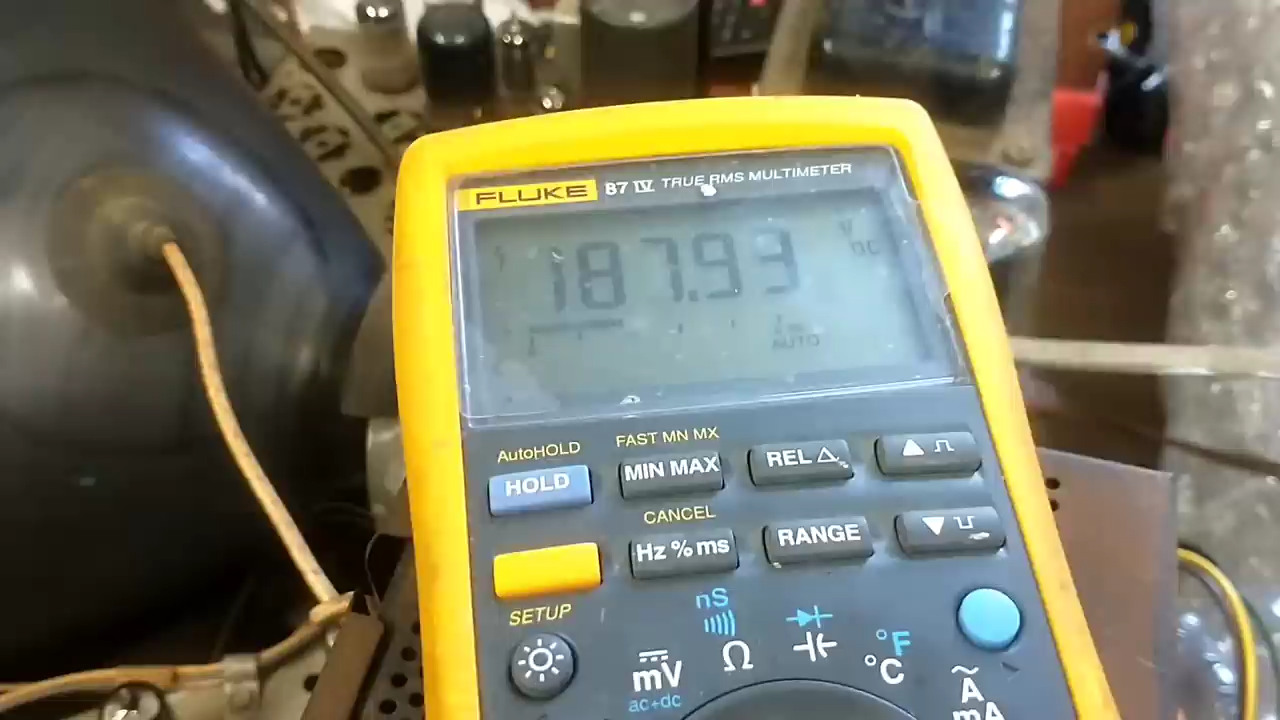 FLUKE 87 IV TRUE RMS MULTIMETER
V
DC
187.93
AUTO
AutoHOLD
FAST MN MX
HOLD
MIN MAX
REL △
▲
CANCEL
Hz % ms
RANGE
▼
SETUP
nS
mV
Ω
°F
°C
ac+dc
A
mA